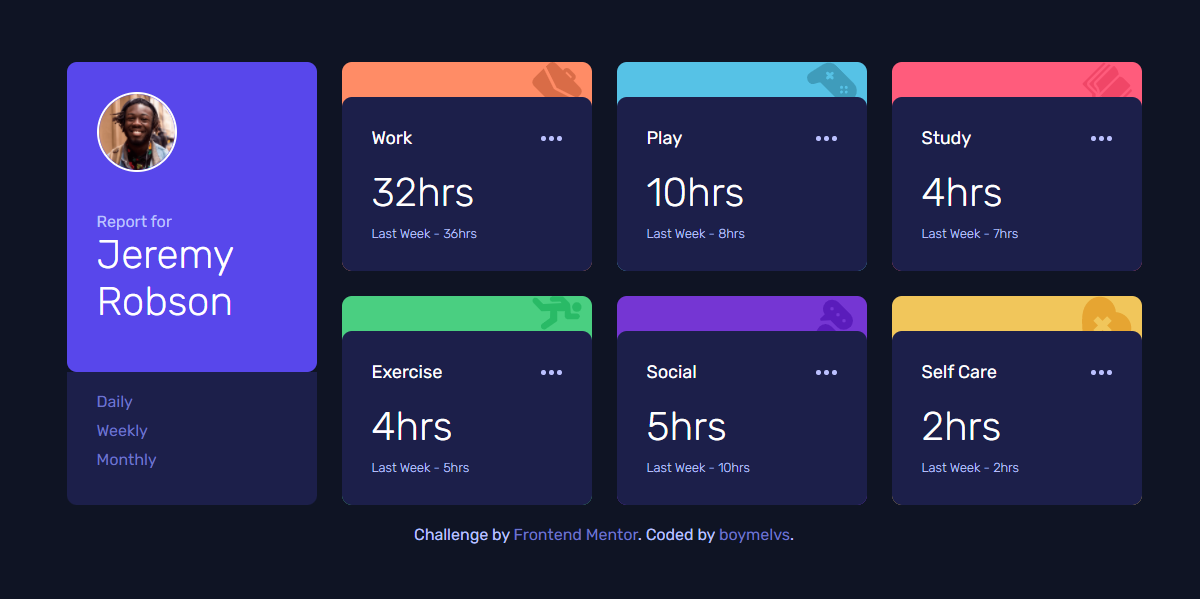 Report for
Jeremy
Robson
Daily
Weekly
Monthly
Work
32hrs
Last Week - 36hrs
Play
10hrs
Last Week - 8hrs
Study
4hrs
Last Week - 7hrs
Exercise
4hrs
Last Week - 5hrs
Social
5hrs
Last Week - 10hrs
Self Care
2hrs
Last Week - 2hrs
Challenge by Frontend Mentor. Coded by boymelvs.